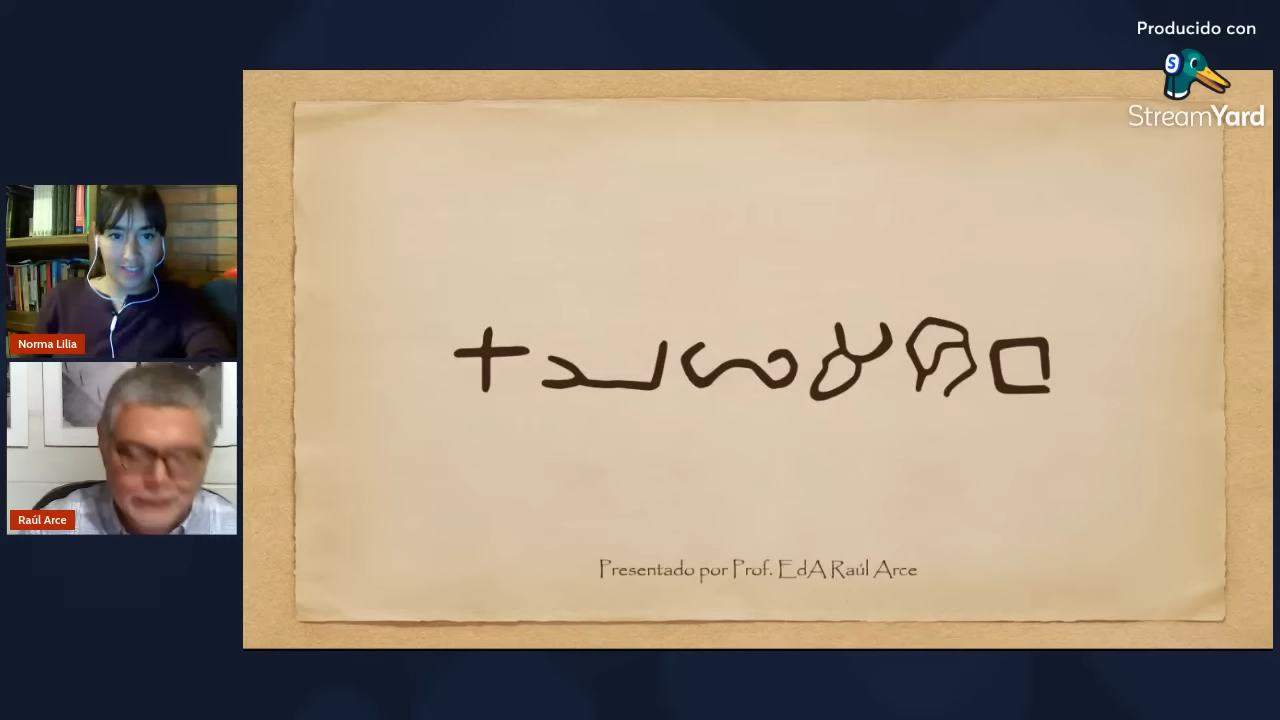 Producido con
StreamYard
Norma Lilia
Raúl Arce
Presentado por Prof. EdA Raúl Arce